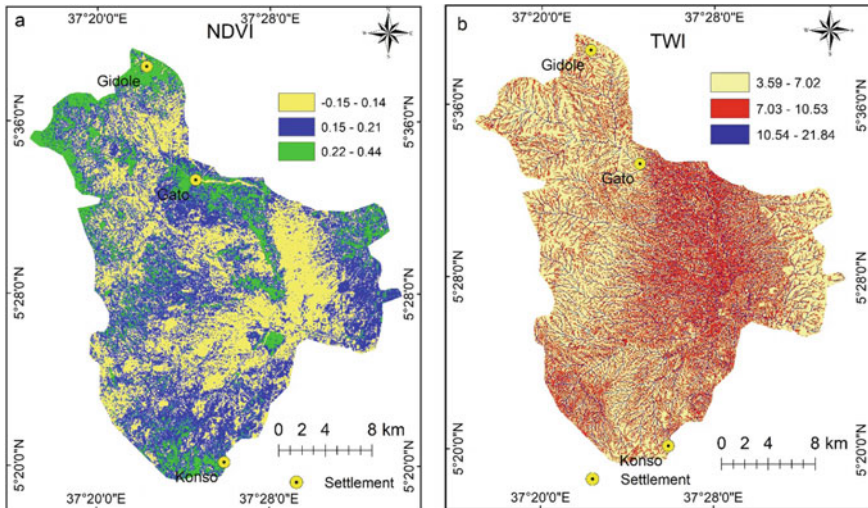 37°20'0"E
37°28'0"E
a
NDVI
Gidole
5°36'0"N
5°36'0"N
-0.15 - 0.14
0.15 - 0.21
0.22 - 0.44
Gato
5°28'0"N
5°28'0"N
0 2 4 8 km
5°20'0"N
5°20'0"N
Konso
Settlement
37°20'0"E
37°28'0"E
37°20'0"E
37°28'0"E
b
TWI
Gidole
5°36'0"N
5°36'0"N
3.59 - 7.02
7.03 - 10.53
10.54 - 21.84
Gato
5°28'0"N
5°28'0"N
0 2 4 8 km
5°20'0"N
5°20'0"N
Konso
Settlement
37°20'0"E
37°28'0"E